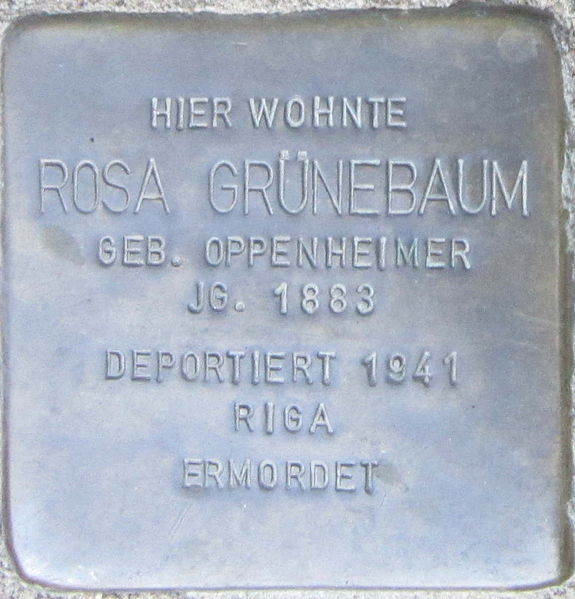 HIER WOHNTE
ROSA GRÜNEBAUM
GEB. OPPENHEIMER
JG. 1883
DEPORTIERT 1941
RIGA
ERMORDET